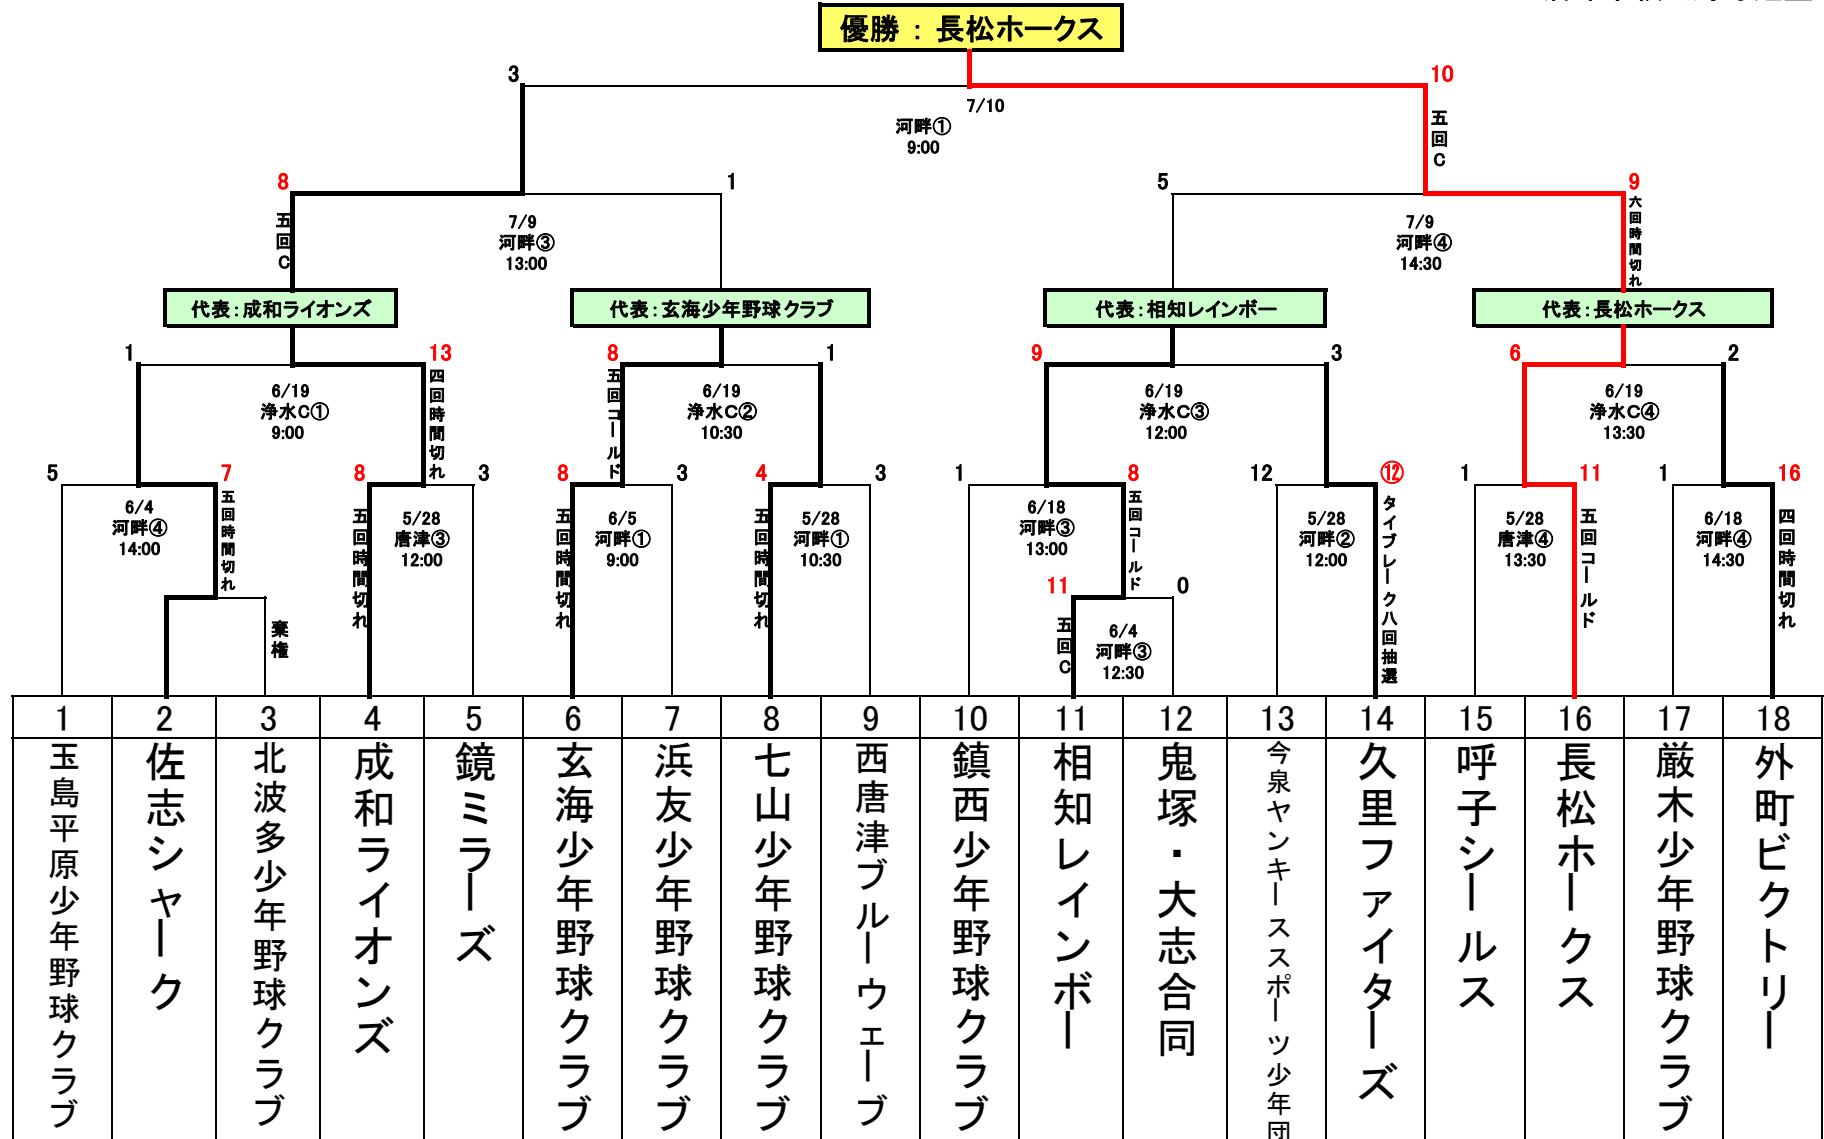 優勝 : 長松ホークス
3
10
7/10
河畔①
9:00
五回C
8
1
5
9
五回C
7/9
河畔③
13:00
7/9
河畔④
14:30
六回時間切れ
代表:成和ライオンズ
代表:玄海少年野球クラブ
代表:相知レインボー
代表:長松ホークス
1
13
8
1
9
3
6
2
6/19
浄水C①
9:00
四回時間切れ
五回コールド
6/19
浄水C②
10:30
6/19
浄水C③
12:00
6/19
浄水C④
13:30
5
7
8
3
8
3
4
3
1
8
12
⑫
1
11
1
16
6/4
河畔④
14:00
五回時間切れ
五回時間切れ
5/28
唐津③
12:00
五回時間切れ
6/5
河畔①
9:00
五回時間切れ
5/28
河畔①
10:30
6/18
河畔③
13:00
五回コールド
5/28
河畔②
12:00
タイブレーク八回抽選
5/28
唐津④
13:30
五回コールド
6/18
河畔④
14:30
四回時間切れ
棄権
11
0
五回C
6/4
河畔③
12:30
1
2
3
4
5
6
7
8
9
10
11
12
13
14
15
16
17
18
玉島平原少年野球クラブ
佐志シャーク
北波多少年野球クラブ
成和ライオンズ
鏡ミラーズ
玄海少年野球クラブ
浜友少年野球クラブ
七山少年野球クラブ
西唐津ブルーウェーブ
鎮西少年野球クラブ
相知レインボー
鬼塚・大志合同
今泉ヤンキーススポーツ少年団
久里ファイターズ
呼子シールス
長松ホークス
厳木少年野球クラブ
外町ビクトリー